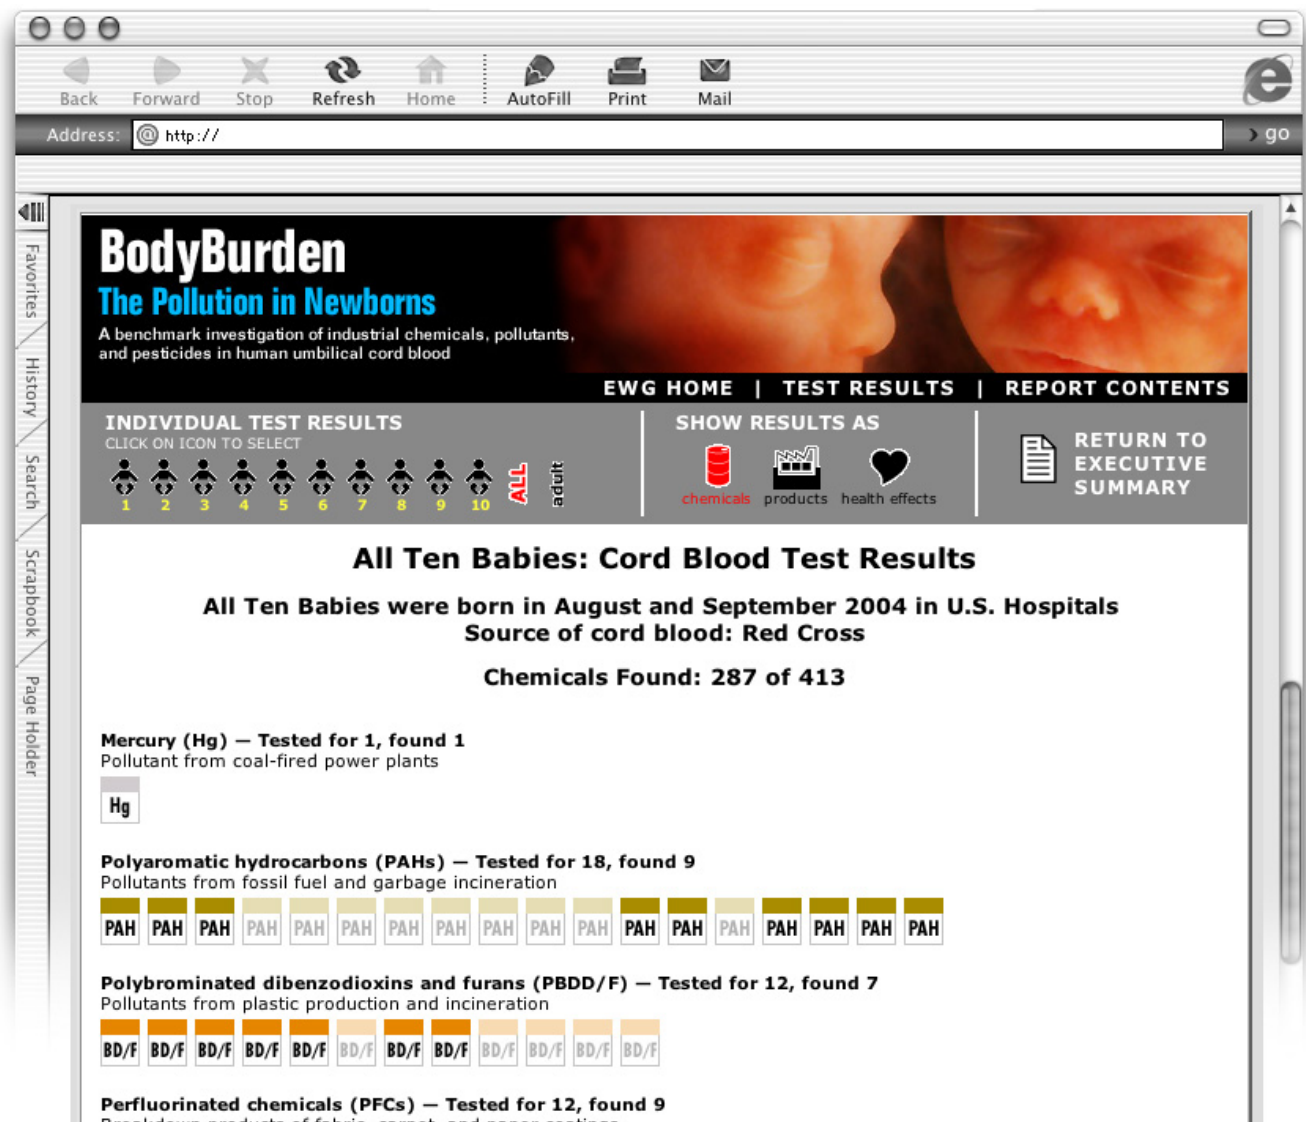 Back Forward Stop Refresh Home AutoFill Print Mail
Address: @ http:// go
Favorites
History
Search
Scrapbook
Page Holder
BodyBurden
The Pollution in Newborns
A benchmark investigation of industrial chemicals, pollutants,
and pesticides in human umbilical cord blood
EWG HOME | TEST RESULTS | REPORT CONTENTS
INDIVIDUAL TEST RESULTS
CLICK ON ICON TO SELECT
1 2 3 4 5 6 7 8 9 10 ALL adult
SHOW RESULTS AS
chemicals products health effects
RETURN TO
EXECUTIVE
SUMMARY
All Ten Babies: Cord Blood Test Results
All Ten Babies were born in August and September 2004 in U.S. Hospitals
Source of cord blood: Red Cross
Chemicals Found: 287 of 413
Mercury (Hg) — Tested for 1, found 1
Pollutant from coal-fired power plants
Hg
Polyaromatic hydrocarbons (PAHs) — Tested for 18, found 9
Pollutants from fossil fuel and garbage incineration
PAH PAH PAH PAH PAH PAH PAH PAH PAH PAH PAH PAH PAH PAH PAH PAH PAH PAH
Polybrominated dibenzodioxins and furans (PBDD/F) — Tested for 12, found 7
Pollutants from plastic production and incineration
BD/F BD/F BD/F BD/F BD/F BD/F BD/F BD/F BD/F BD/F BD/F BD/F
Perfluorinated chemicals (PFCs) — Tested for 12, found 9
Breakdown products of fabric, carpet, and paper coatings